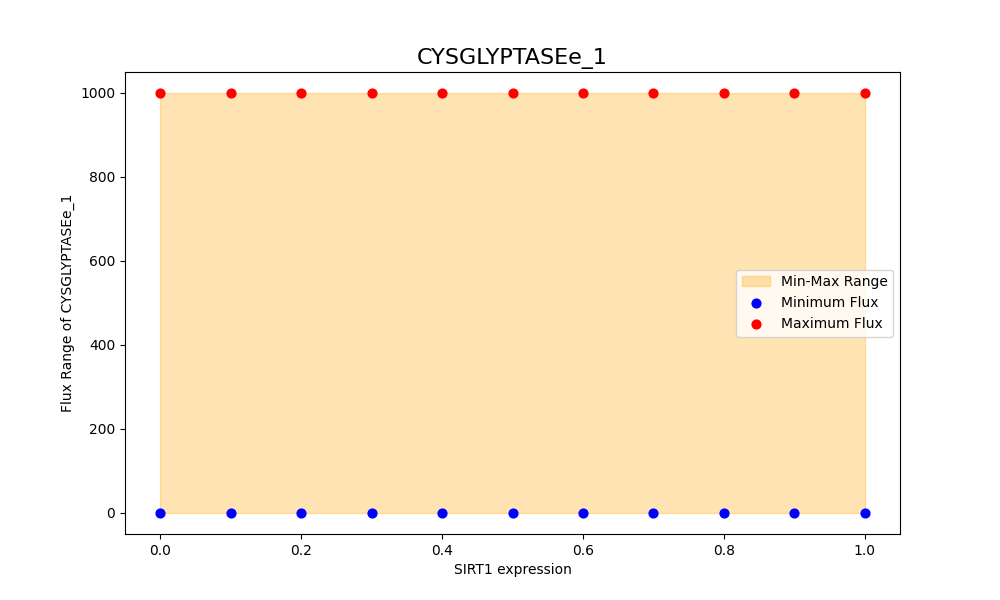 CYSGLYPTASEe_1
Flux Range of CYSGLYPTASEe_1
1000
800
600
400
200
0
Min-Max Range
Minimum Flux
Maximum Flux
0.0 0.2 0.4 0.6 0.8 1.0
SIRT1 expression